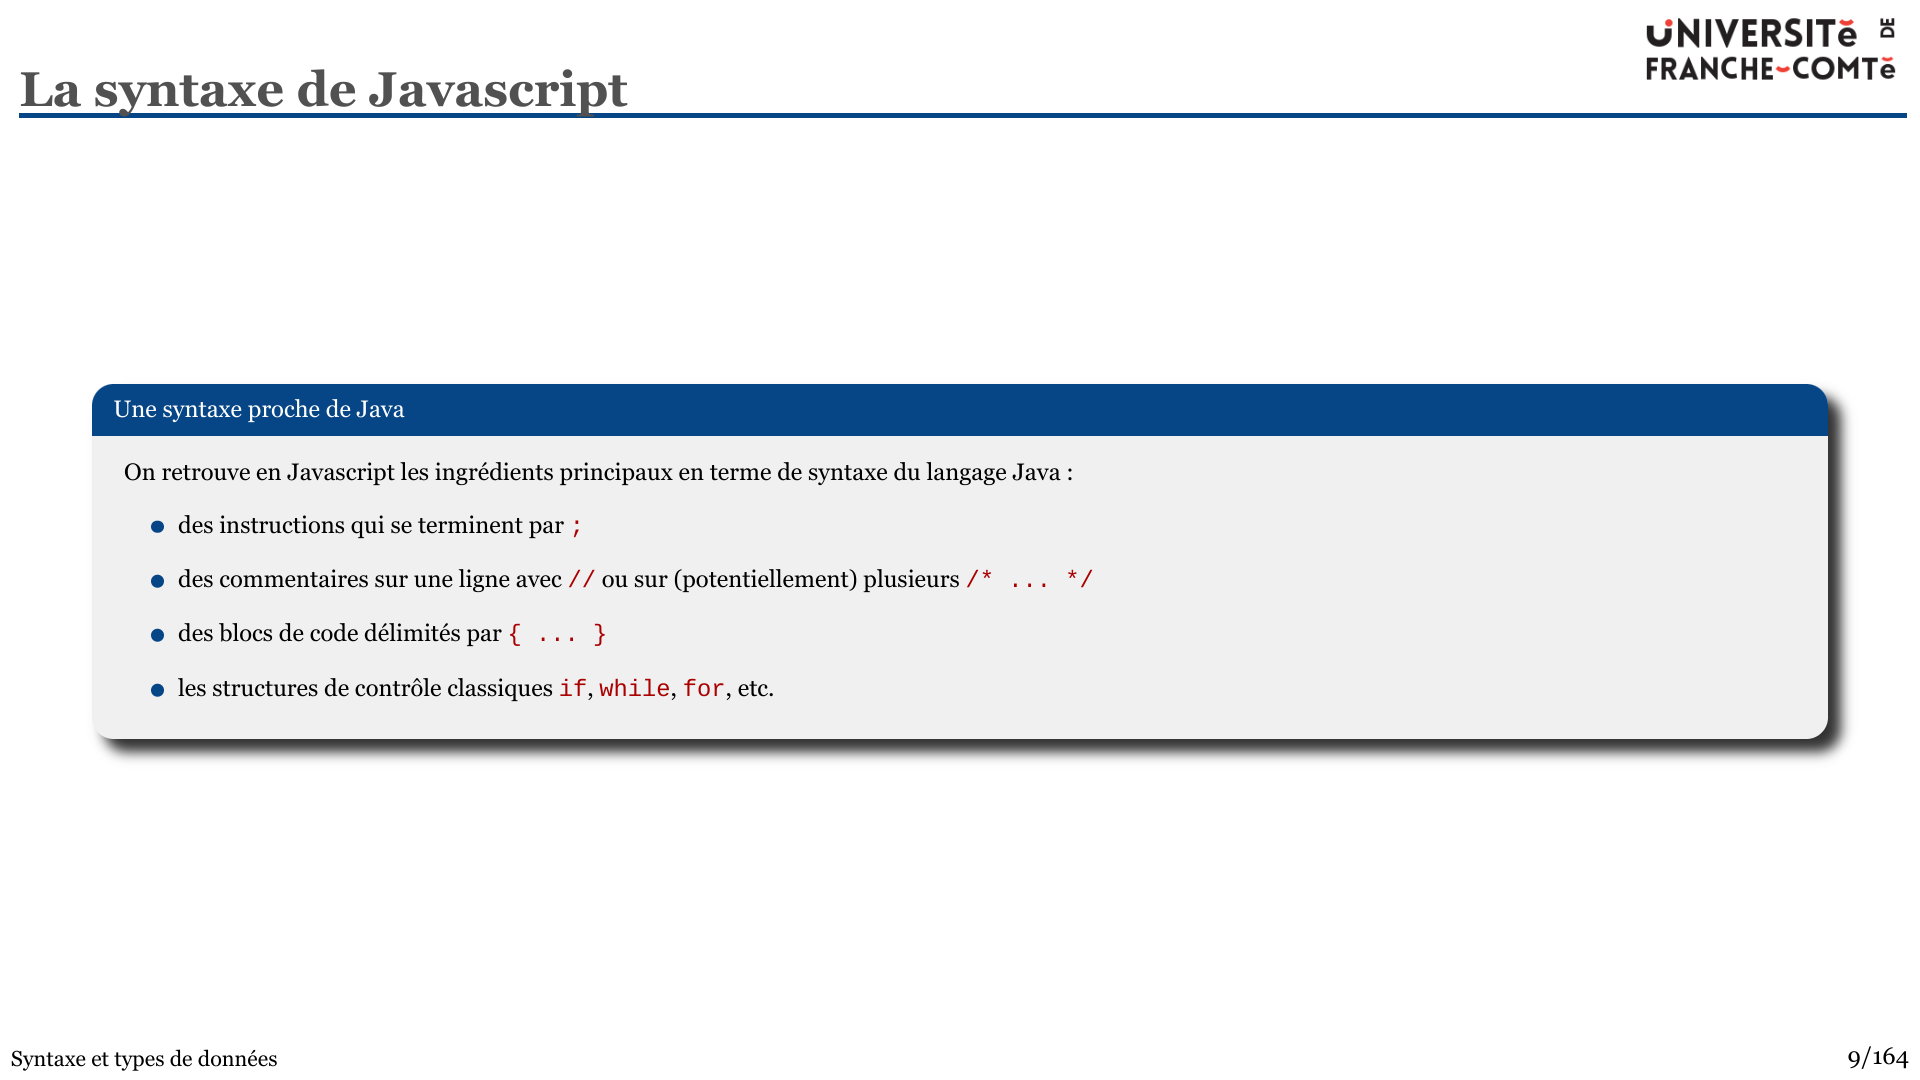 UNIVERSITÉ DE
FRANCHE-COMTÉ
La syntaxe de Javascript
Une syntaxe proche de Java
On retrouve en Javascript les ingrédients principaux en terme de syntaxe du langage Java :
● des instructions qui se terminent par ;
● des commentaires sur une ligne avec // ou sur (potentiellement) plusieurs /* ... */
● des blocs de code délimités par { ... }
● les structures de contrôle classiques if, while, for, etc.
Syntaxe et types de données
9/164